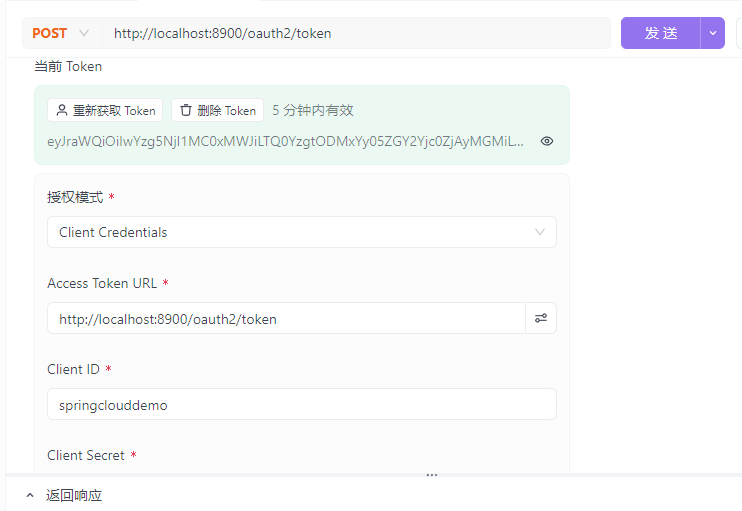 POST http://localhost:8900/oauth2/token 发 送
当前 Token
重新获取 Token 删除 Token 5 分钟内有效
eyJraWQiOiIwYzg5NjI1MC0xMWJiLTQ0YzgtODMxYy05ZGY2Yjc0ZjAyMGMiL...
授权模式 *
Client Credentials
Access Token URL *
http://localhost:8900/oauth2/token
Client ID *
springclouddemo
Client Secret *
返回响应